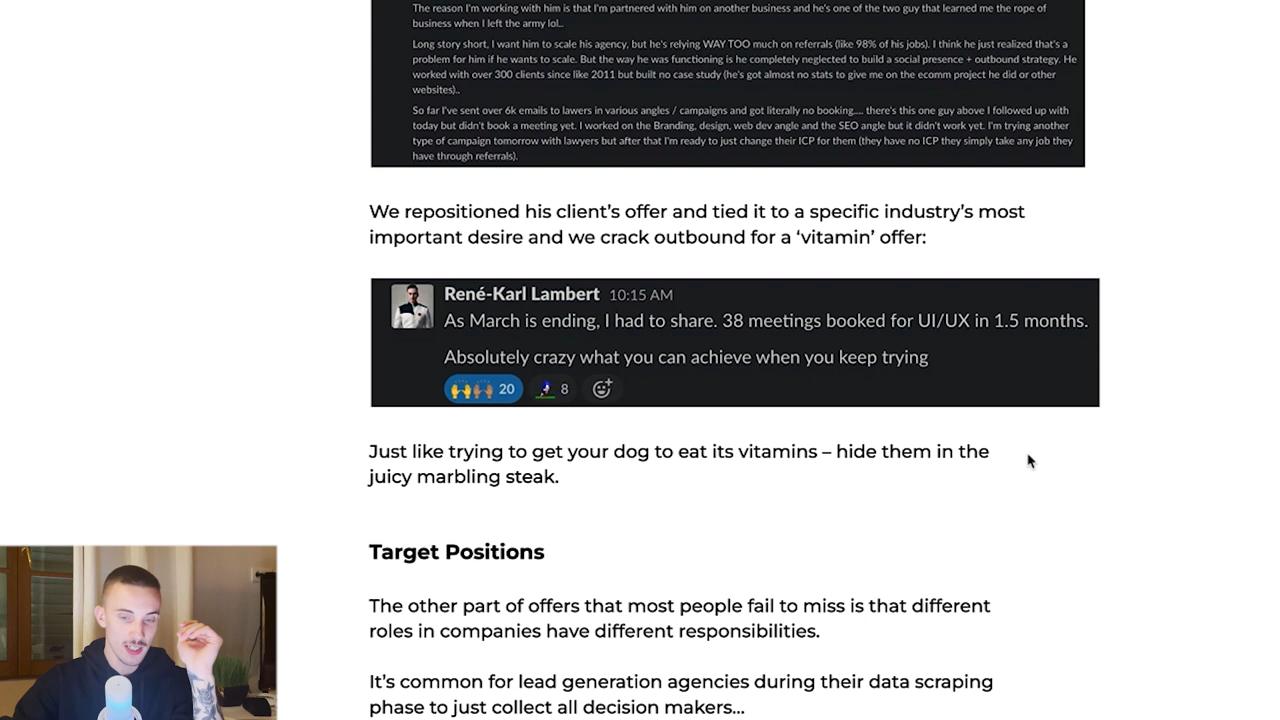 The reason I'm working with him is that I'm partnered with him on another business and he's one of the two guy that learned me the rope of
business when I left the army lol..
Long story short, I want him to scale his agency, but he's relying WAY TOO much on referrals (like 98% of his jobs). I think he just realized that's a
problem for him if he wants to scale. But the way he was functioning is he completely neglected to build a social presence + outbound strategy. He
worked with over 300 clients since like 2011 but built no case study (he's got almost no stats to give me on the ecomm project he did or other
websites)..
So far I've sent over 6k emails to lawers in various angles / campaigns and got literally no booking.... there's this one guy above I followed up with
today but didn't book a meeting yet. I worked on the Branding, design, web dev angle and the SEO angle but it didn't work yet. I'm trying another
type of campaign tomorrow with lawyers but after that I'm ready to just change their ICP for them (they have no ICP they simply take any job they
have through referrals).
We repositioned his client's offer and tied it to a specific industry's most
important desire and we crack outbound for a 'vitamin' offer:
René-Karl Lambert 10:15 AM
As March is ending, I had to share. 38 meetings booked for UI/UX in 1.5 months.
Absolutely crazy what you can achieve when you keep trying
20 8
Just like trying to get your dog to eat its vitamins – hide them in the
juicy marbling steak.
Target Positions
The other part of offers that most people fail to miss is that different
roles in companies have different responsibilities.
It's common for lead generation agencies during their data scraping
phase to just collect all decision makers...